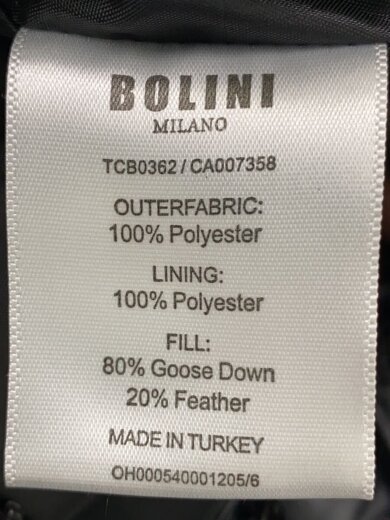 BOLINI
MILANO
TCB0362 / CA007358
OUTERFABRIC:
100% Polyester
LINING:
100% Polyester
FILL:
80% Goose Down
20% Feather
MADE IN TURKEY
OH000540001205/6